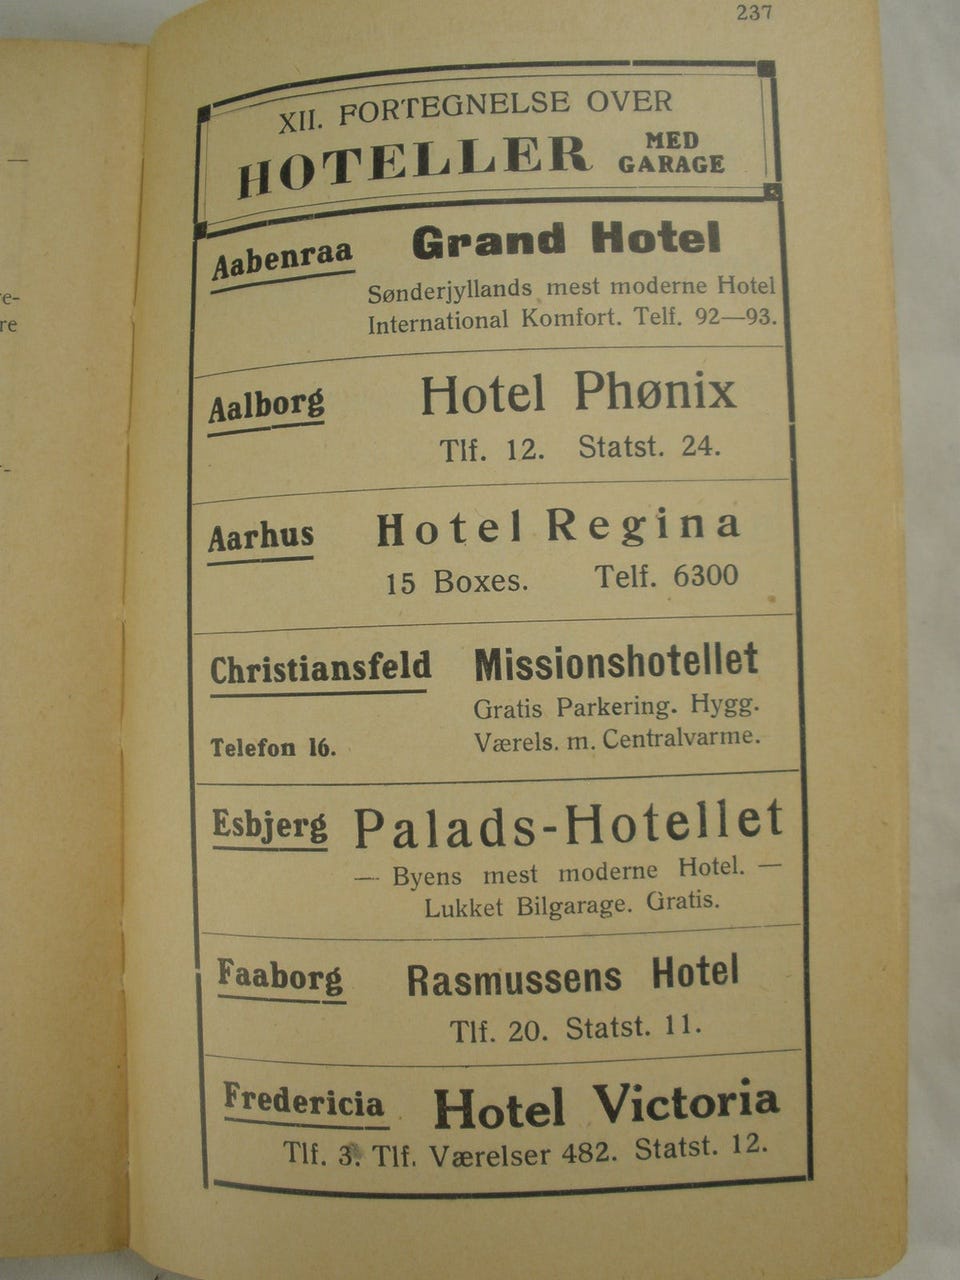 237
XII. FORTEGNELSE OVER
HOTELLER MED GARAGE
Aabenraa Grand Hotel
Sønderjyllands mest moderne Hotel
International Komfort. Telf. 92—93.
Aalborg Hotel Phønix
Tlf. 12. Statst. 24.
Aarhus Hotel Regina
15 Boxes. Telf. 6300
Christiansfeld Missionshotellet
Gratis Parkering. Hygg.
Telefon 16. Værels. m. Centralvarme.
Esbjerg Palads-Hotellet
— Byens mest moderne Hotel. —
Lukket Bilgarage. Gratis.
Faaborg Rasmussens Hotel
Tlf. 20. Statst. 11.
Fredericia Hotel Victoria
Tlf. 3. Tlf. Værelser 482. Statst. 12.